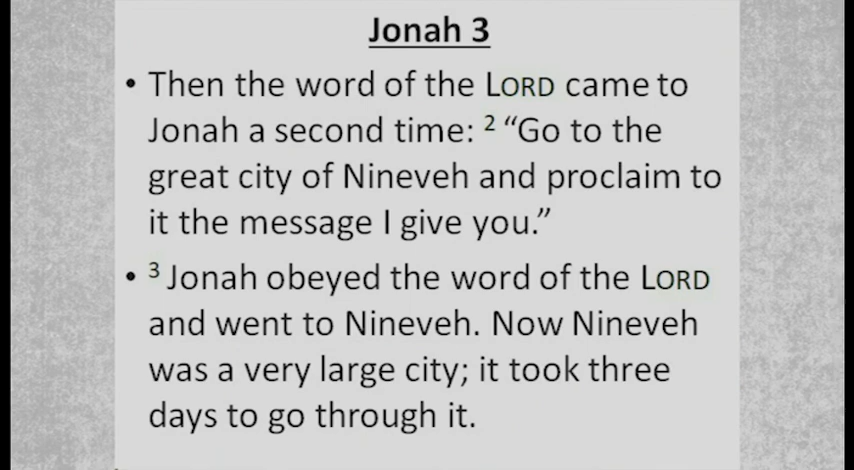 Jonah 3
• Then the word of the LORD came to
Jonah a second time: ² “Go to the
great city of Nineveh and proclaim to
it the message I give you.”
• ³ Jonah obeyed the word of the LORD
and went to Nineveh. Now Nineveh
was a very large city; it took three
days to go through it.